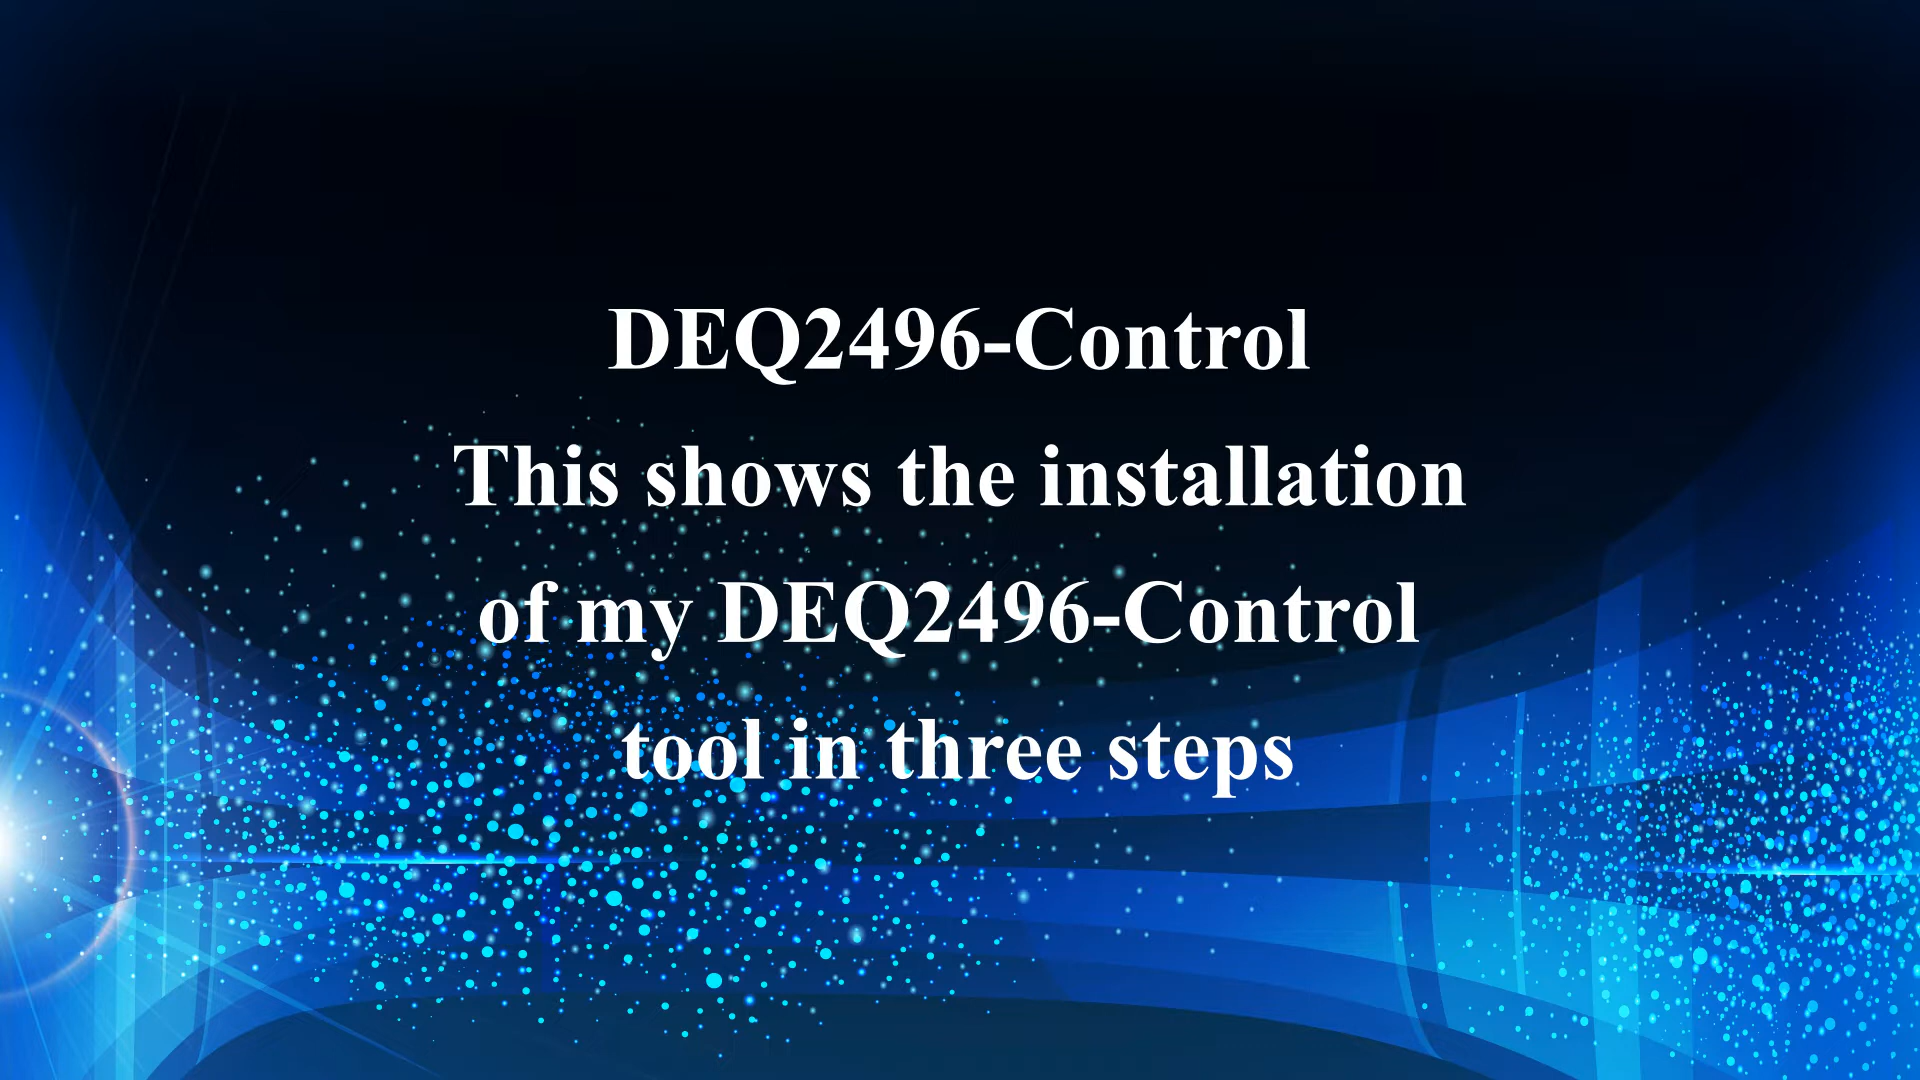 DEQ2496-Control
This shows the installation
of my DEQ2496-Control
tool in three steps